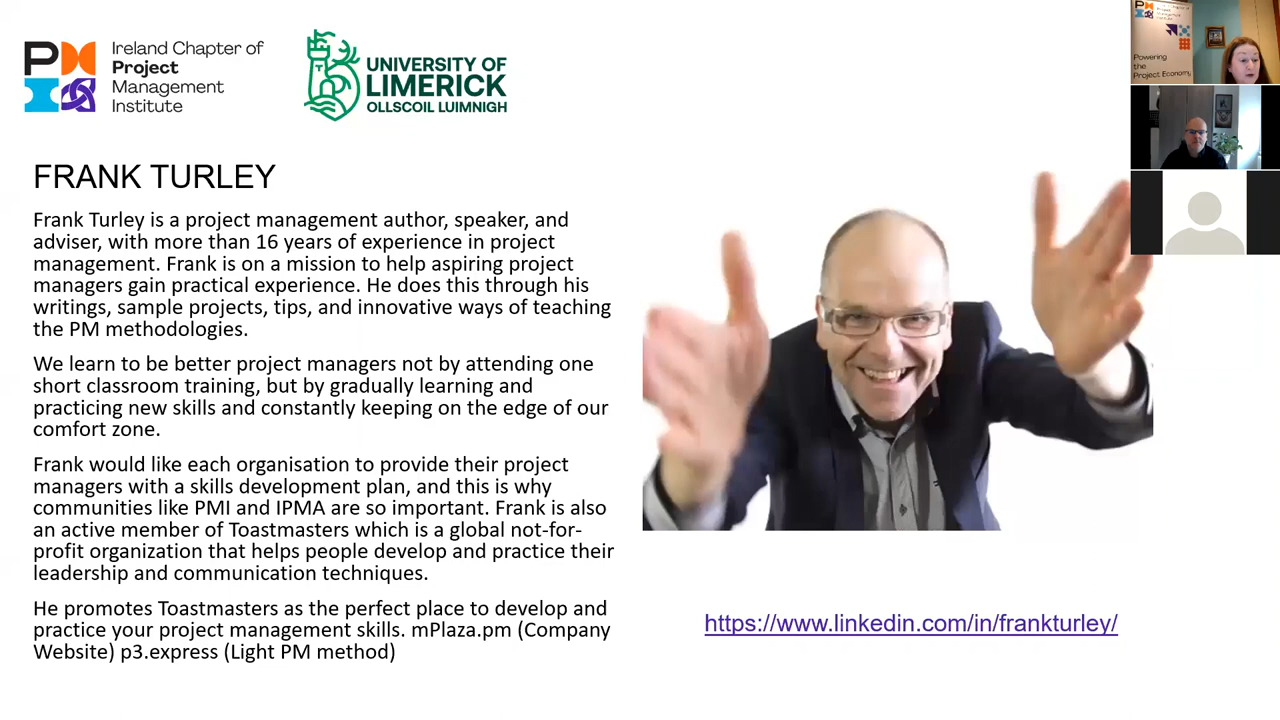 Ireland Chapter of
Project
Management
Institute
UNIVERSITY OF
LIMERICK
OLLSCOIL LUIMNIGH
Powering
the
Project Economy
FRANK TURLEY
Frank Turley is a project management author, speaker, and
adviser, with more than 16 years of experience in project
management. Frank is on a mission to help aspiring project
managers gain practical experience. He does this through his
writings, sample projects, tips, and innovative ways of teaching
the PM methodologies.
We learn to be better project managers not by attending one
short classroom training, but by gradually learning and
practicing new skills and constantly keeping on the edge of our
comfort zone.
Frank would like each organisation to provide their project
managers with a skills development plan, and this is why
communities like PMI and IPMA are so important. Frank is also
an active member of Toastmasters which is a global not-for-
profit organization that helps people develop and practice their
leadership and communication techniques.
He promotes Toastmasters as the perfect place to develop and
practice your project management skills. mPlaza.pm (Company
Website) p3.express (Light PM method)
https://www.linkedin.com/in/frankturley/